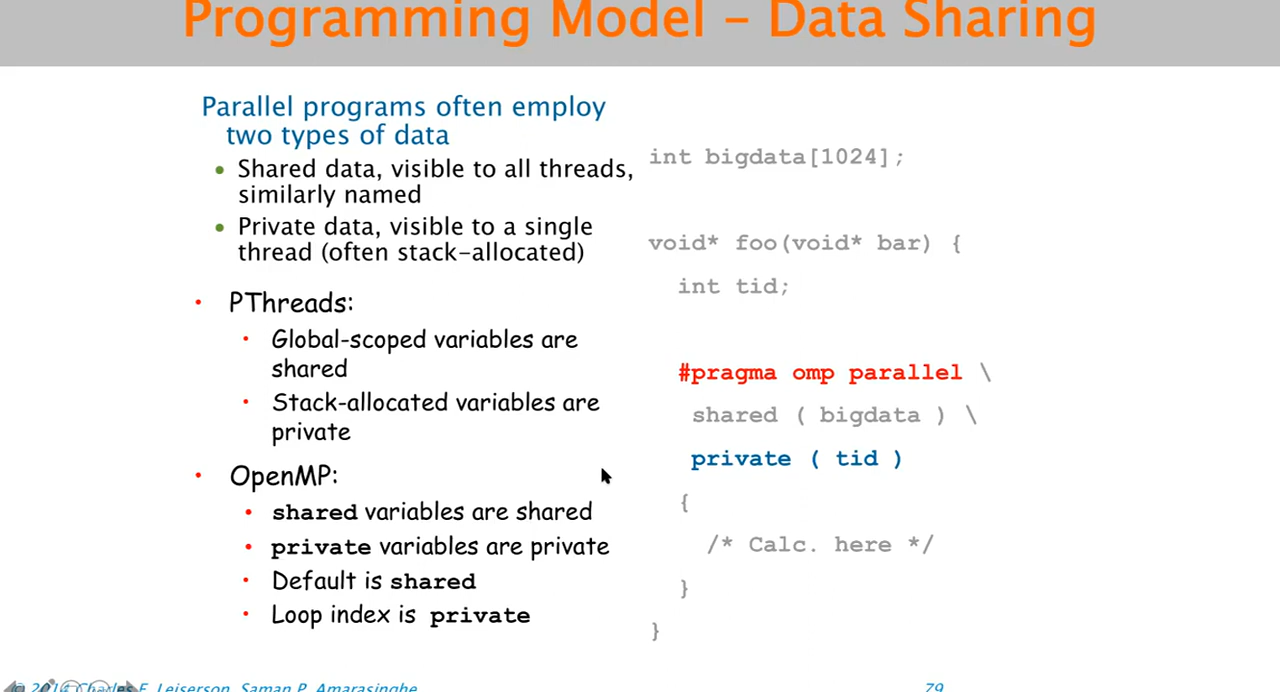 Programming Model – Data Sharing
Parallel programs often employ
two types of data
• Shared data, visible to all threads,
similarly named
• Private data, visible to a single
thread (often stack-allocated)
• PThreads:
• Global-scoped variables are
shared
• Stack-allocated variables are
private
• OpenMP:
• shared variables are shared
• private variables are private
• Default is shared
• Loop index is private
int bigdata[1024];
void* foo(void* bar) {
int tid;
#pragma omp parallel \
shared ( bigdata ) \
private ( tid )
{
/* Calc. here */
}
}
© 2014 Charles E. Leiserson, Saman P. Amarasinghe
79